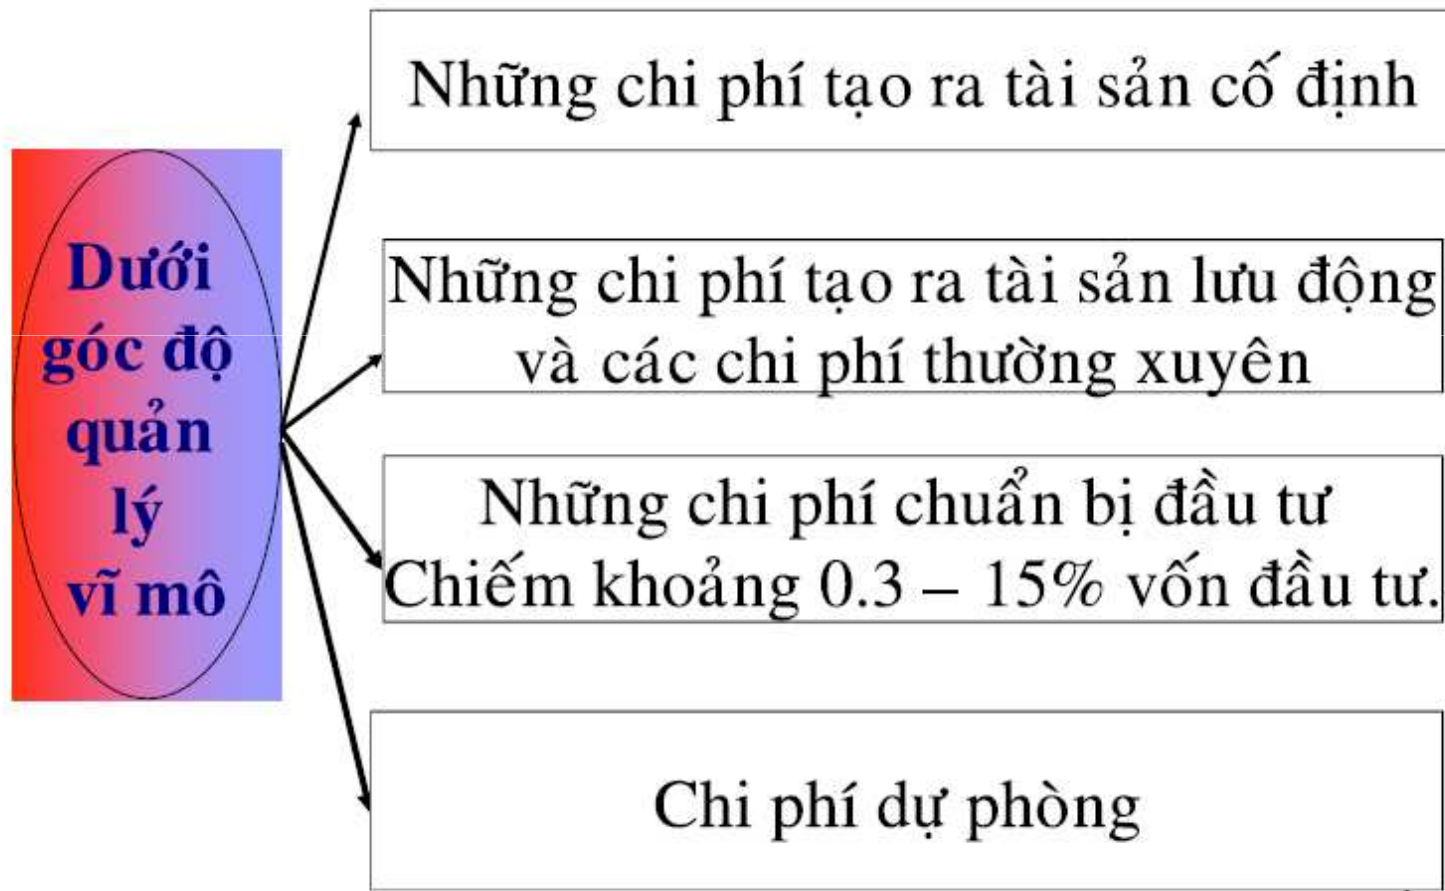 Dưới
góc độ
quản
lý
vĩ mô
Những chi phí tạo ra tài sản cố định
Những chi phí tạo ra tài sản lưu động
và các chi phí thường xuyên
Những chi phí chuẩn bị đầu tư
Chiếm khoảng 0.3 – 15% vốn đầu tư.
Chi phí dự phòng